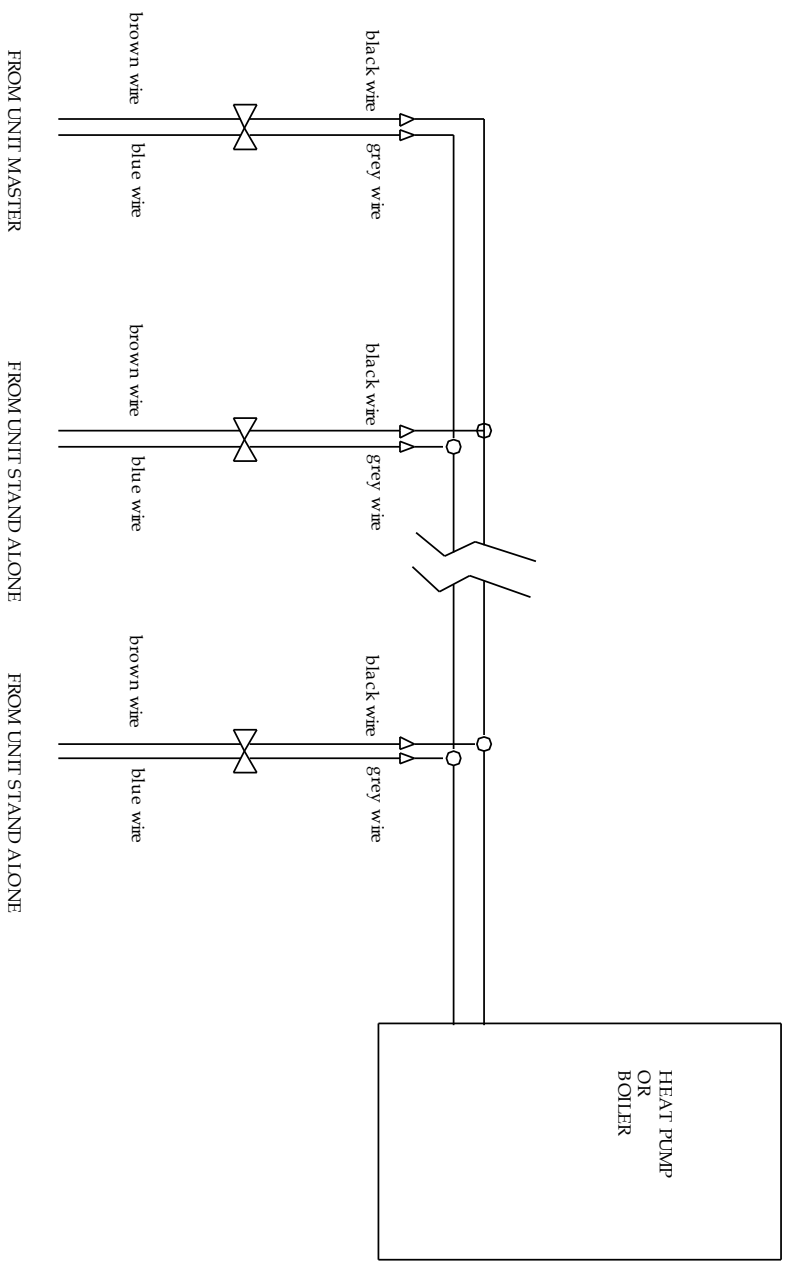 FROM UNIT MASTER
brown wire
blue wire
black wire
grey wire
FROM UNIT STAND ALONE
brown wire
blue wire
black wire
grey wire
FROM UNIT STAND ALONE
brown wire
blue wire
black wire
grey wire
HEAT PUMP
OR
BOILER